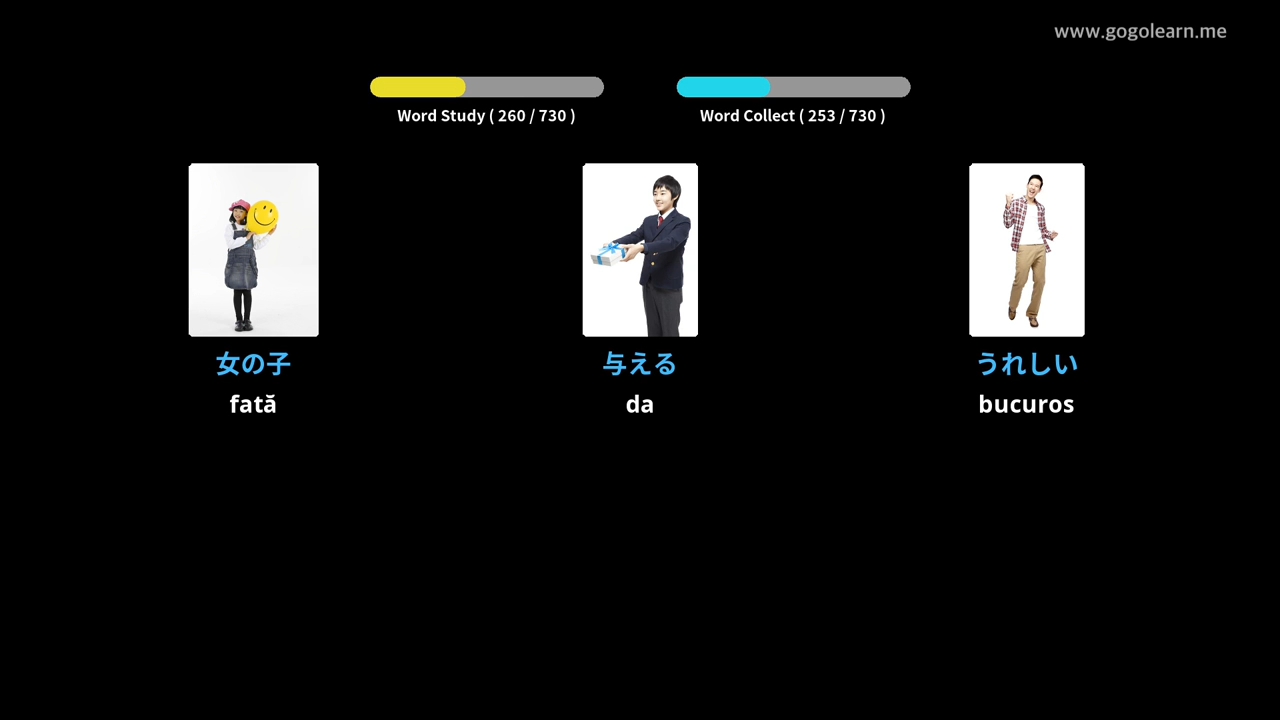 www.gogolearn.me
Word Study ( 260 / 730 )
Word Collect ( 253 / 730 )
女の子
与える
うれしい
fată
da
bucuros